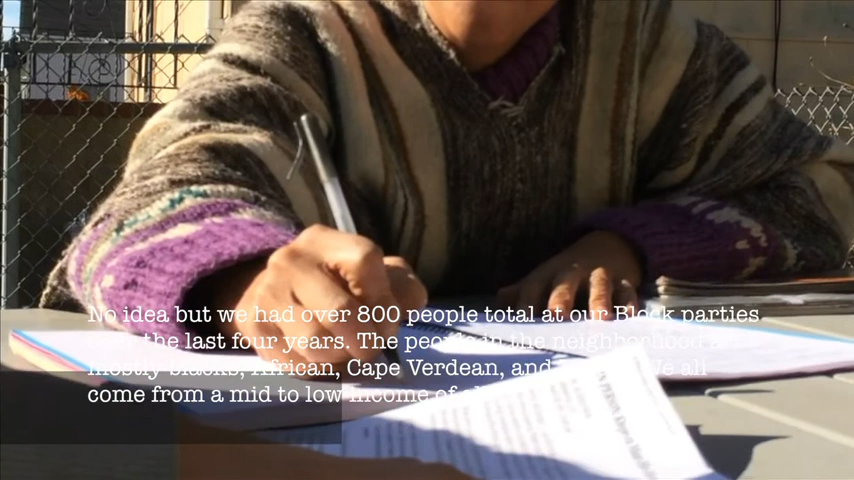 No idea but we had over 800 people total at our Block parties
over the last four years. The people in the neighborhood a
mostly blacks, African, Cape Verdean, and We all
come from a mid to low income of